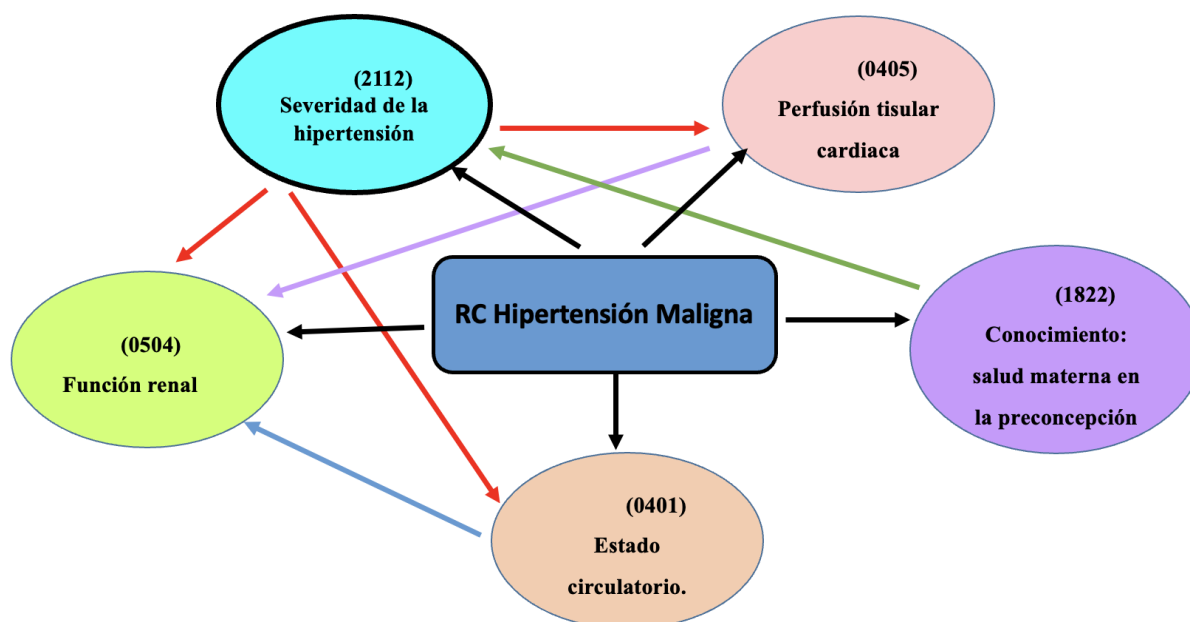 (2112)
Severidad de la
hipertensión
(0405)
Perfusión tisular
cardiaca
RC Hipertensión Maligna
(1822)
Conocimiento:
salud materna en
la preconcepción
(0504)
Función renal
(0401)
Estado
circulatorio.